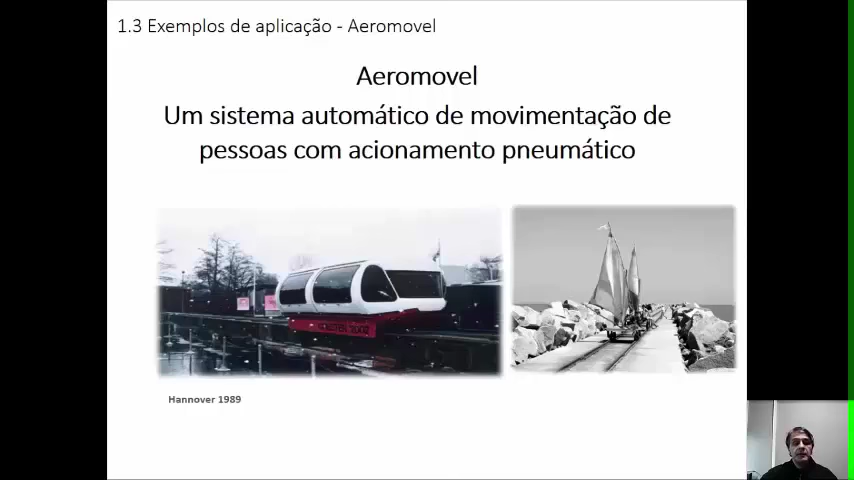 1.3 Exemplos de aplicação - Aeromovel
Aeromovel
Um sistema automático de movimentação de
pessoas com acionamento pneumático
Hannover 1989